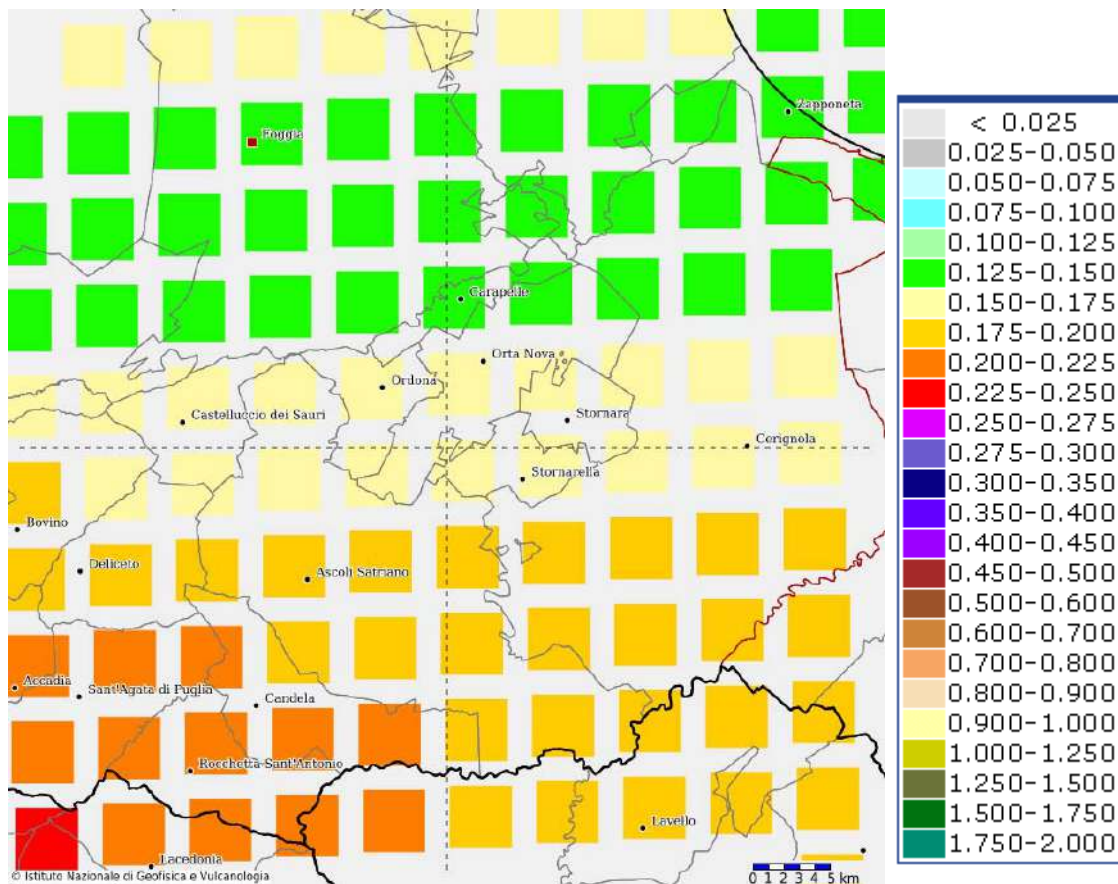 Zapponeta
Foggia
Carapelle
Orta Nova
Ordona
Castelluccio dei Sauri
Stornara
Cerignola
Stornarella
Bovino
Deliceto
Ascoli Satriano
Accadia
Sant'Agata di Puglia
Candela
Rocchetta Sant'Antonio
Lavello
Lacedonia
© Istituto Nazionale di Geofisica e Vulcanologia
0 1 2 3 4 5 km
< 0.025
0.025-0.050
0.050-0.075
0.075-0.100
0.100-0.125
0.125-0.150
0.150-0.175
0.175-0.200
0.200-0.225
0.225-0.250
0.250-0.275
0.275-0.300
0.300-0.350
0.350-0.400
0.400-0.450
0.450-0.500
0.500-0.600
0.600-0.700
0.700-0.800
0.800-0.900
0.900-1.000
1.000-1.250
1.250-1.500
1.500-1.750
1.750-2.000